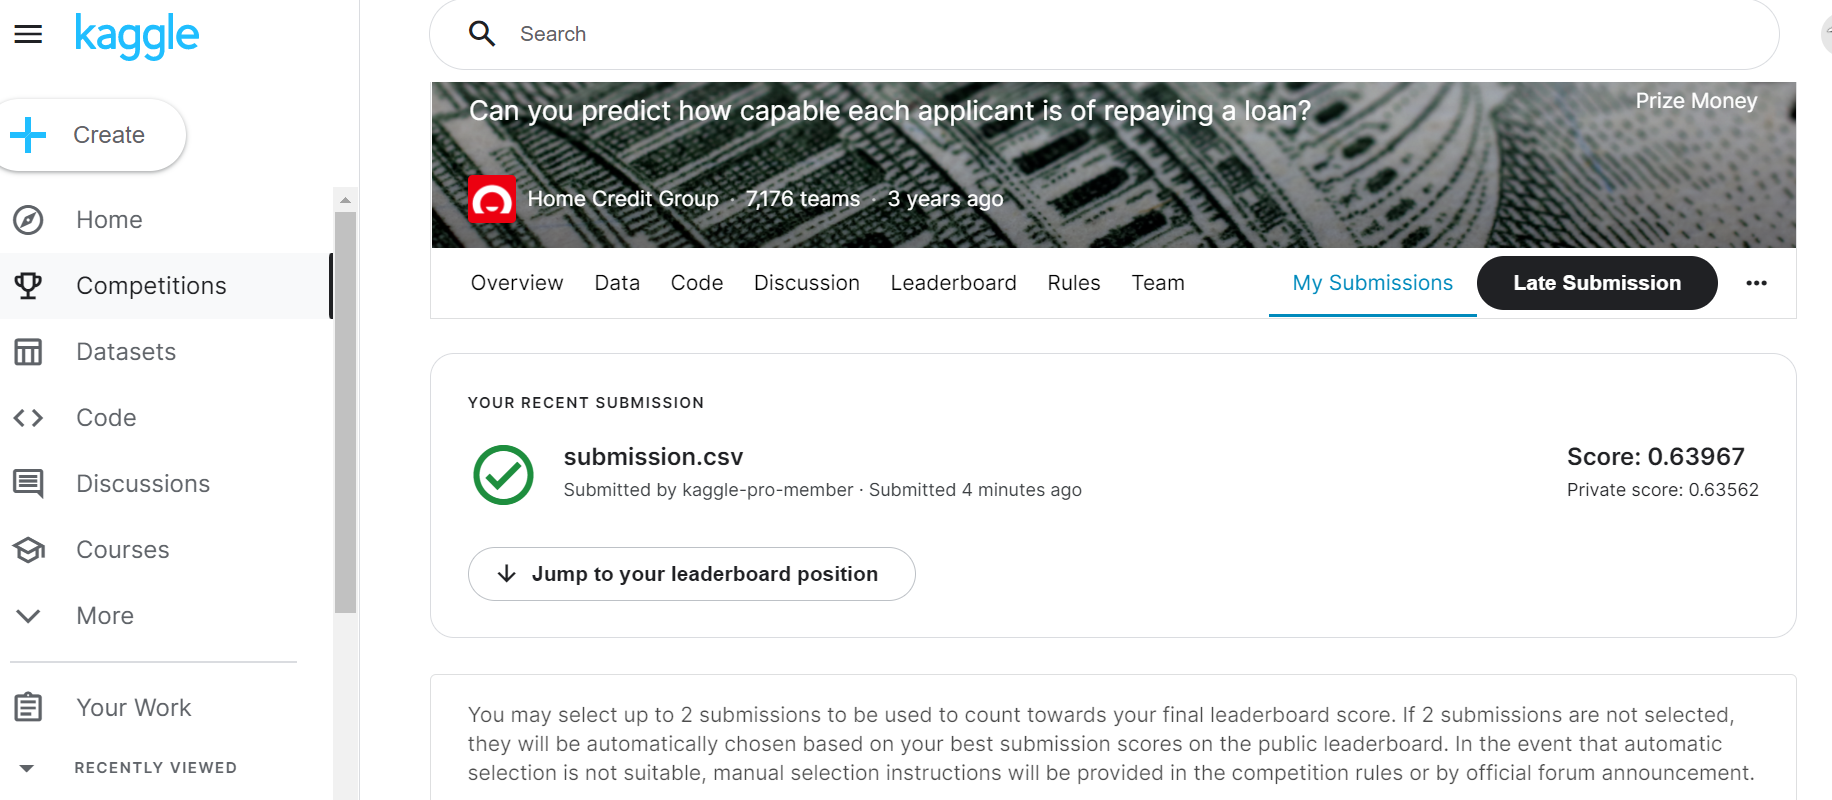 kaggle
Search
Create
Can you predict how capable each applicant is of repaying a loan?
Prize Money
Home Credit Group · 7,176 teams · 3 years ago
Home
Competitions
Datasets
Code
Discussions
Courses
More
Your Work
RECENTLY VIEWED
Overview Data Code Discussion Leaderboard Rules Team My Submissions Late Submission
YOUR RECENT SUBMISSION
submission.csv
Submitted by kaggle-pro-member · Submitted 4 minutes ago
Score: 0.63967
Private score: 0.63562
Jump to your leaderboard position
You may select up to 2 submissions to be used to count towards your final leaderboard score. If 2 submissions are not selected,
they will be automatically chosen based on your best submission scores on the public leaderboard. In the event that automatic
selection is not suitable, manual selection instructions will be provided in the competition rules or by official forum announcement.